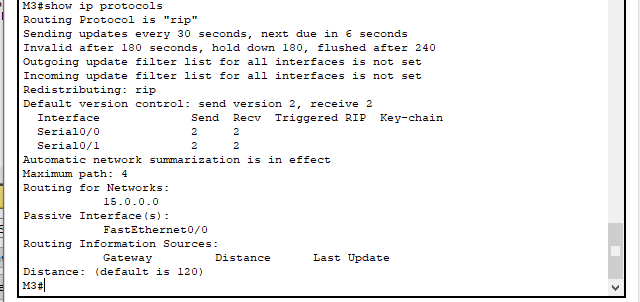 M3#show ip protocols
Routing Protocol is "rip"
Sending updates every 30 seconds, next due in 6 seconds
Invalid after 180 seconds, hold down 180, flushed after 240
Outgoing update filter list for all interfaces is not set
Incoming update filter list for all interfaces is not set
Redistributing: rip
Default version control: send version 2, receive 2
  Interface             Send  Recv  Triggered RIP  Key-chain
  Serial0/0             2     2
  Serial0/1             2     2
Automatic network summarization is in effect
Maximum path: 4
Routing for Networks:
            15.0.0.0
Passive Interface(s):
            FastEthernet0/0
Routing Information Sources:
            Gateway         Distance      Last Update
Distance: (default is 120)
M3#